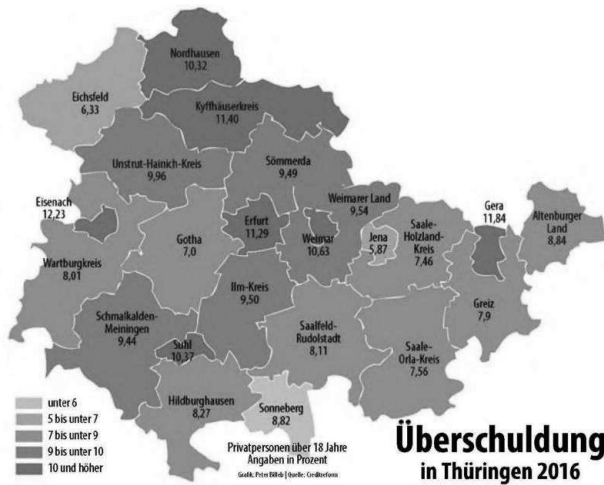 Nordhausen
10,32
Eichsfeld
6,33
Kyffhäuserkreis
11,40
Unstrut-Hainich-Kreis
9,96
Sömmerda
9,49
Eisenach
12,23
Weimarer Land
9,54
Gera
11,84
Altenburger
Land
8,84
Erfurt
11,29
Weimar
10,63
Jena
5,87
Saale-
Holzland-
Kreis
7,46
Gotha
7,0
Wartburgkreis
8,01
Ilm-Kreis
9,50
Greiz
7,9
Schmalkalden-
Meiningen
9,44
Suhl
10,37
Saalfeld-
Rudolstadt
8,11
Saale-
Orla-Kreis
7,56
Hildburghausen
8,27
Sonneberg
8,82
unter 6
5 bis unter 7
7 bis unter 9
9 bis unter 10
10 und höher
Privatpersonen über 18 Jahre
Angaben in Prozent
Grafik: Peter Billeb | Quelle: Creditreform
Überschuldung
in Thüringen 2016